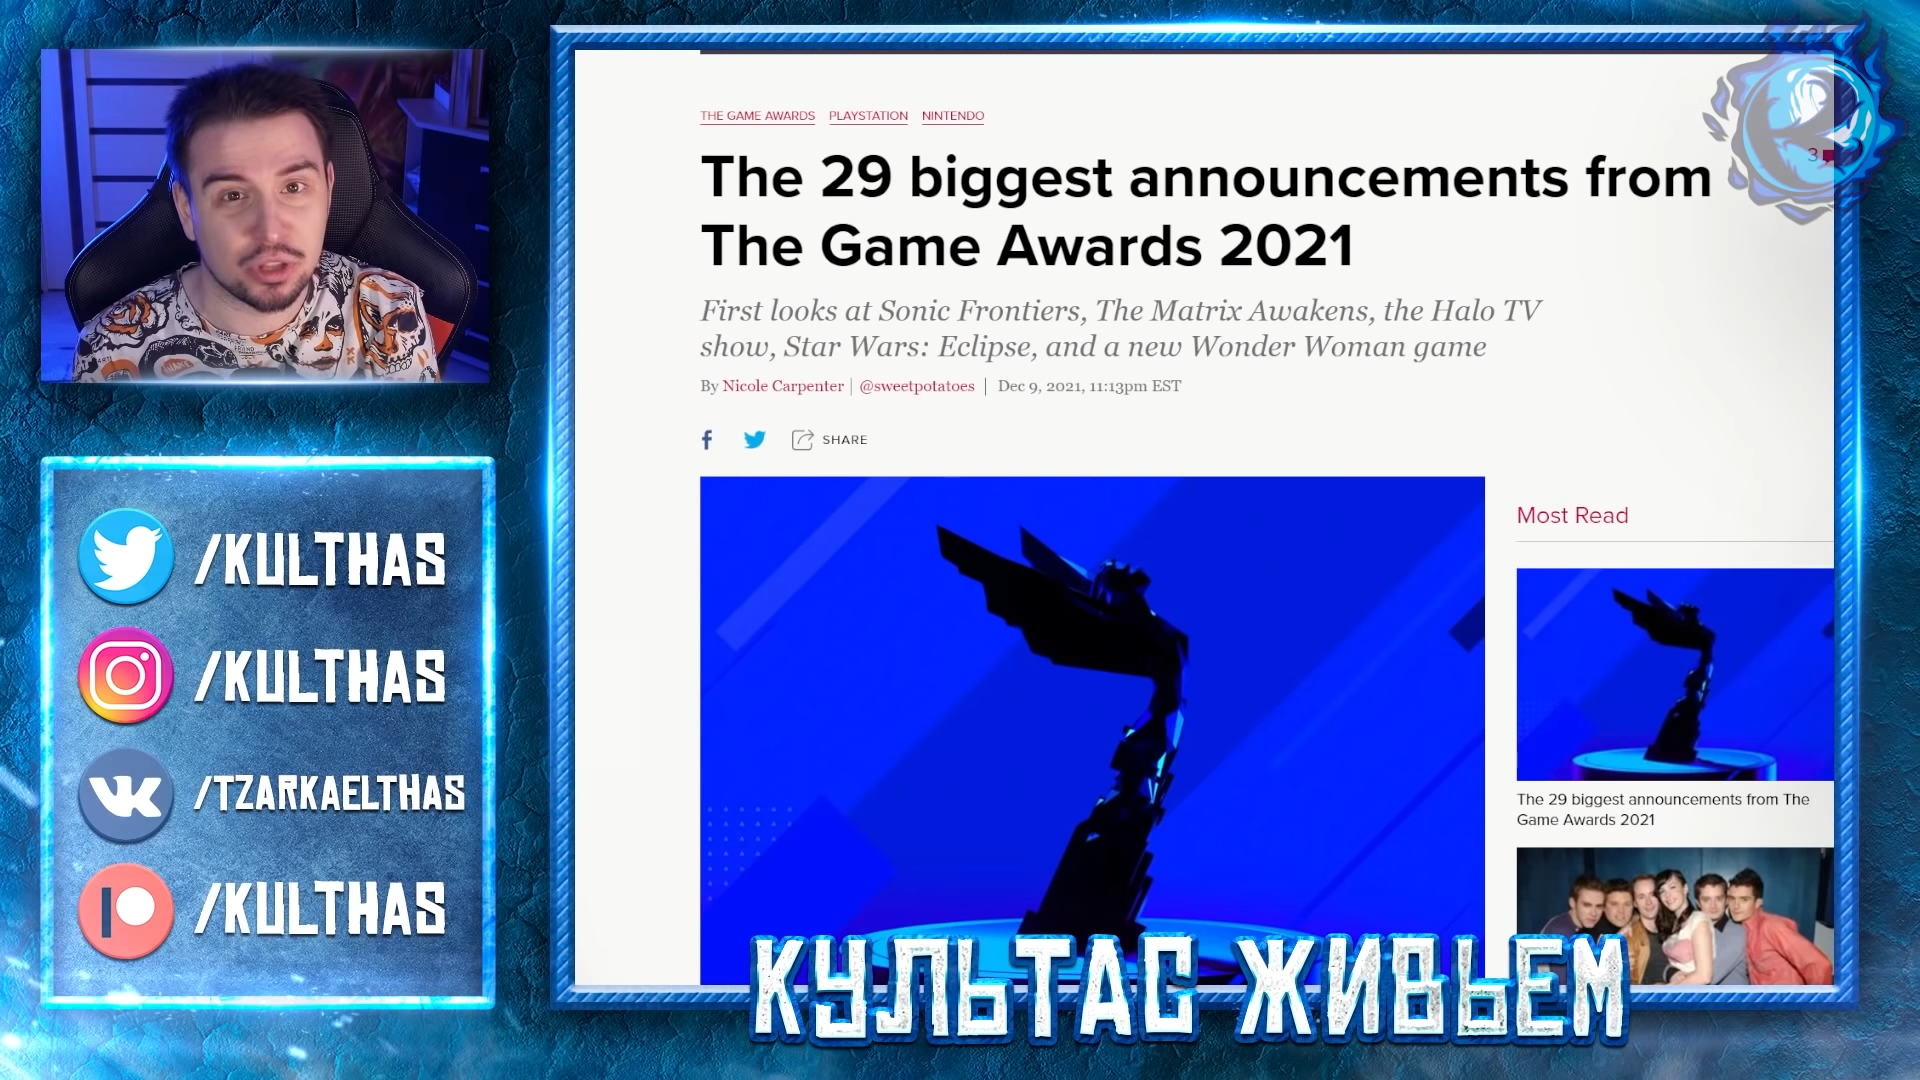 THE GAME AWARDS PLAYSTATION NINTENDO
3
The 29 biggest announcements from
The Game Awards 2021
First looks at Sonic Frontiers, The Matrix Awakens, the Halo TV
show, Star Wars: Eclipse, and a new Wonder Woman game
By Nicole Carpenter | @sweetpotatoes | Dec 9, 2021, 11:13pm EST
SHARE
Most Read
The 29 biggest announcements from The
Game Awards 2021
/KULTHAS
/KULTHAS
/TZARKAELTHAS
/KULTHAS
КУЛЬТАС ЖИВЬЕМ